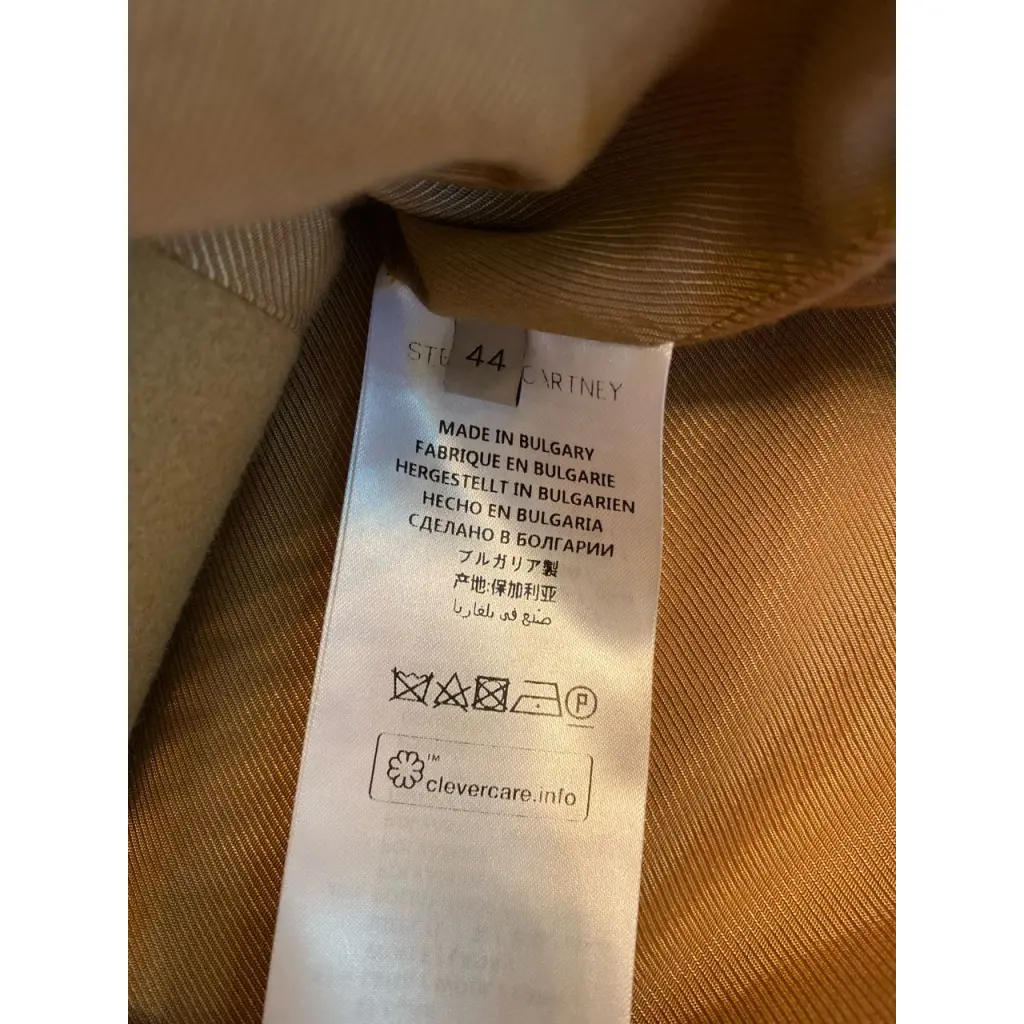 44
STE CARTNEY
MADE IN BULGARY
FABRIQUE EN BULGARIE
HERGESTELLT IN BULGARIEN
HECHO EN BULGARIA
СДЕЛАНО В БОЛГАРИИ
ブルガリア製
产地:保加利亚
صنع في بلغاريا
P
TM
clevercare.info